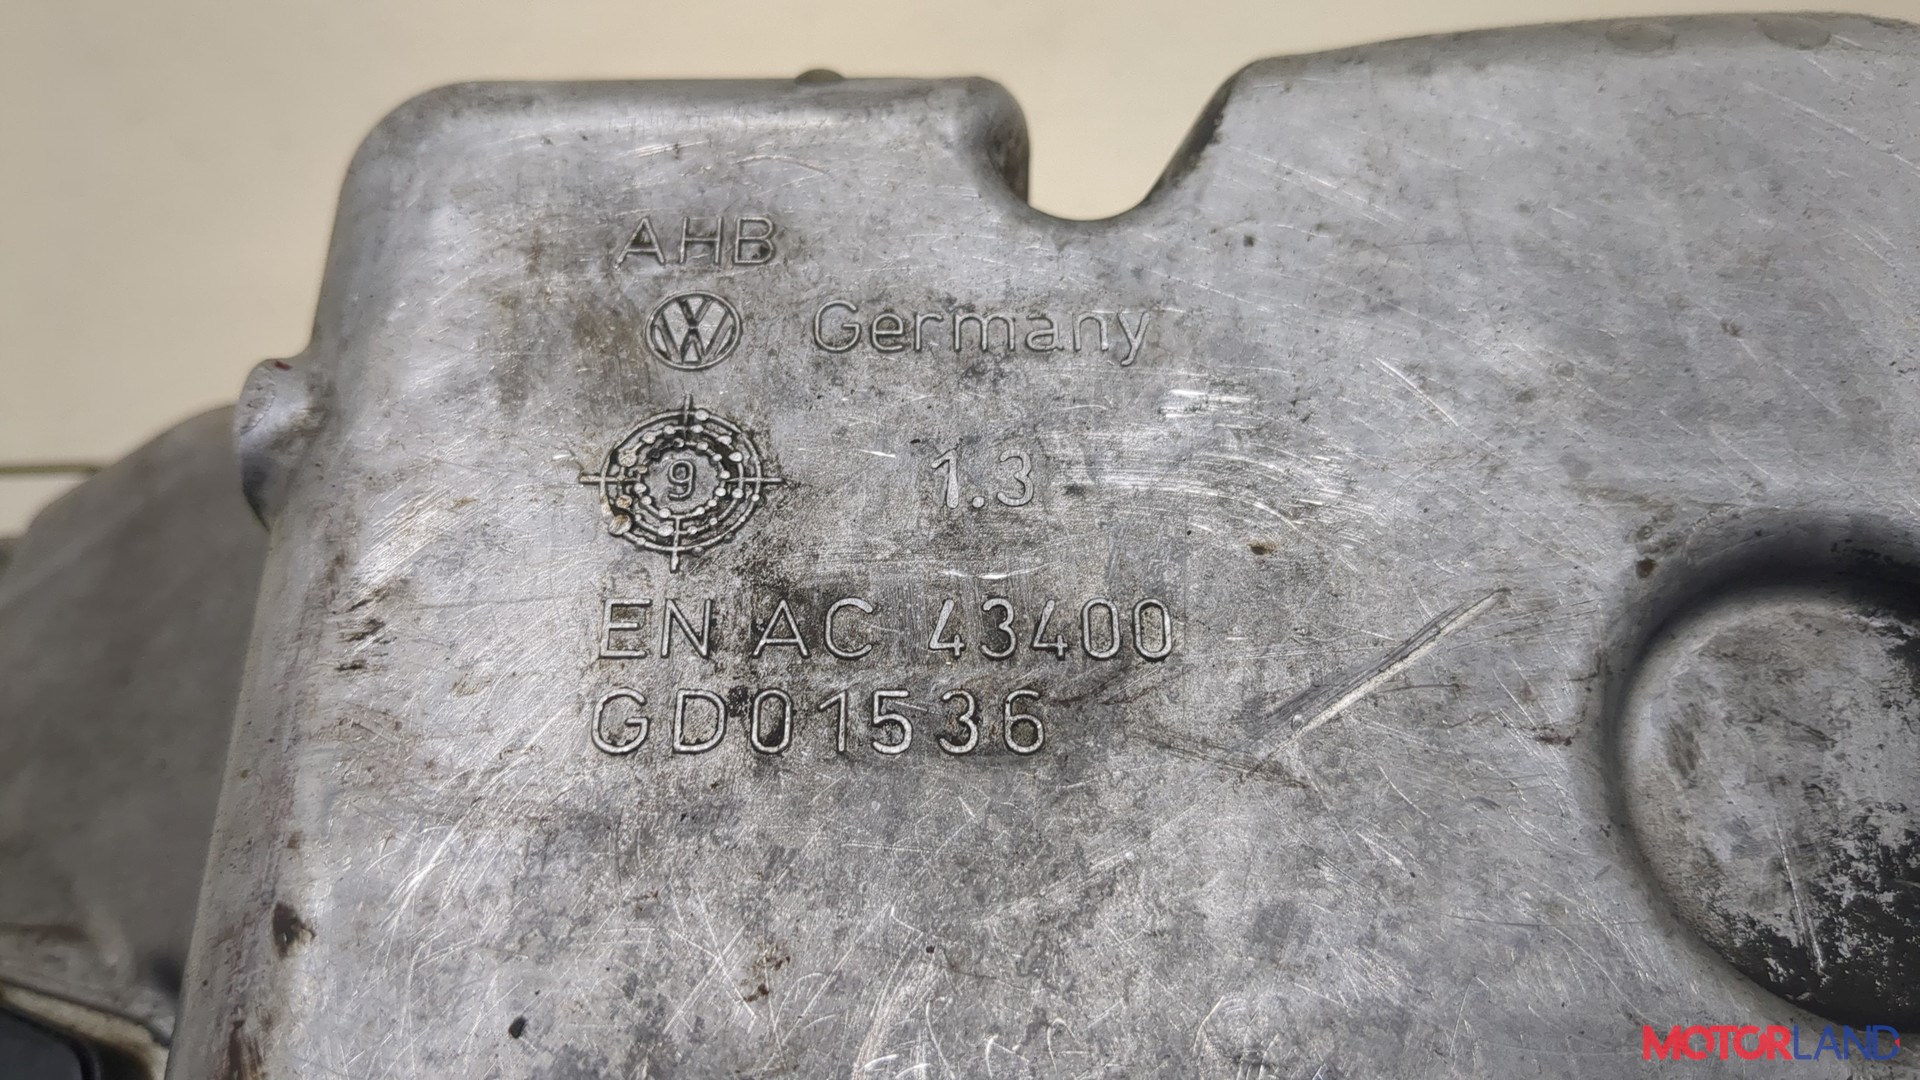 AHB
Germany
9 1.3
EN AC 43400
GD01536
MOTORLAND